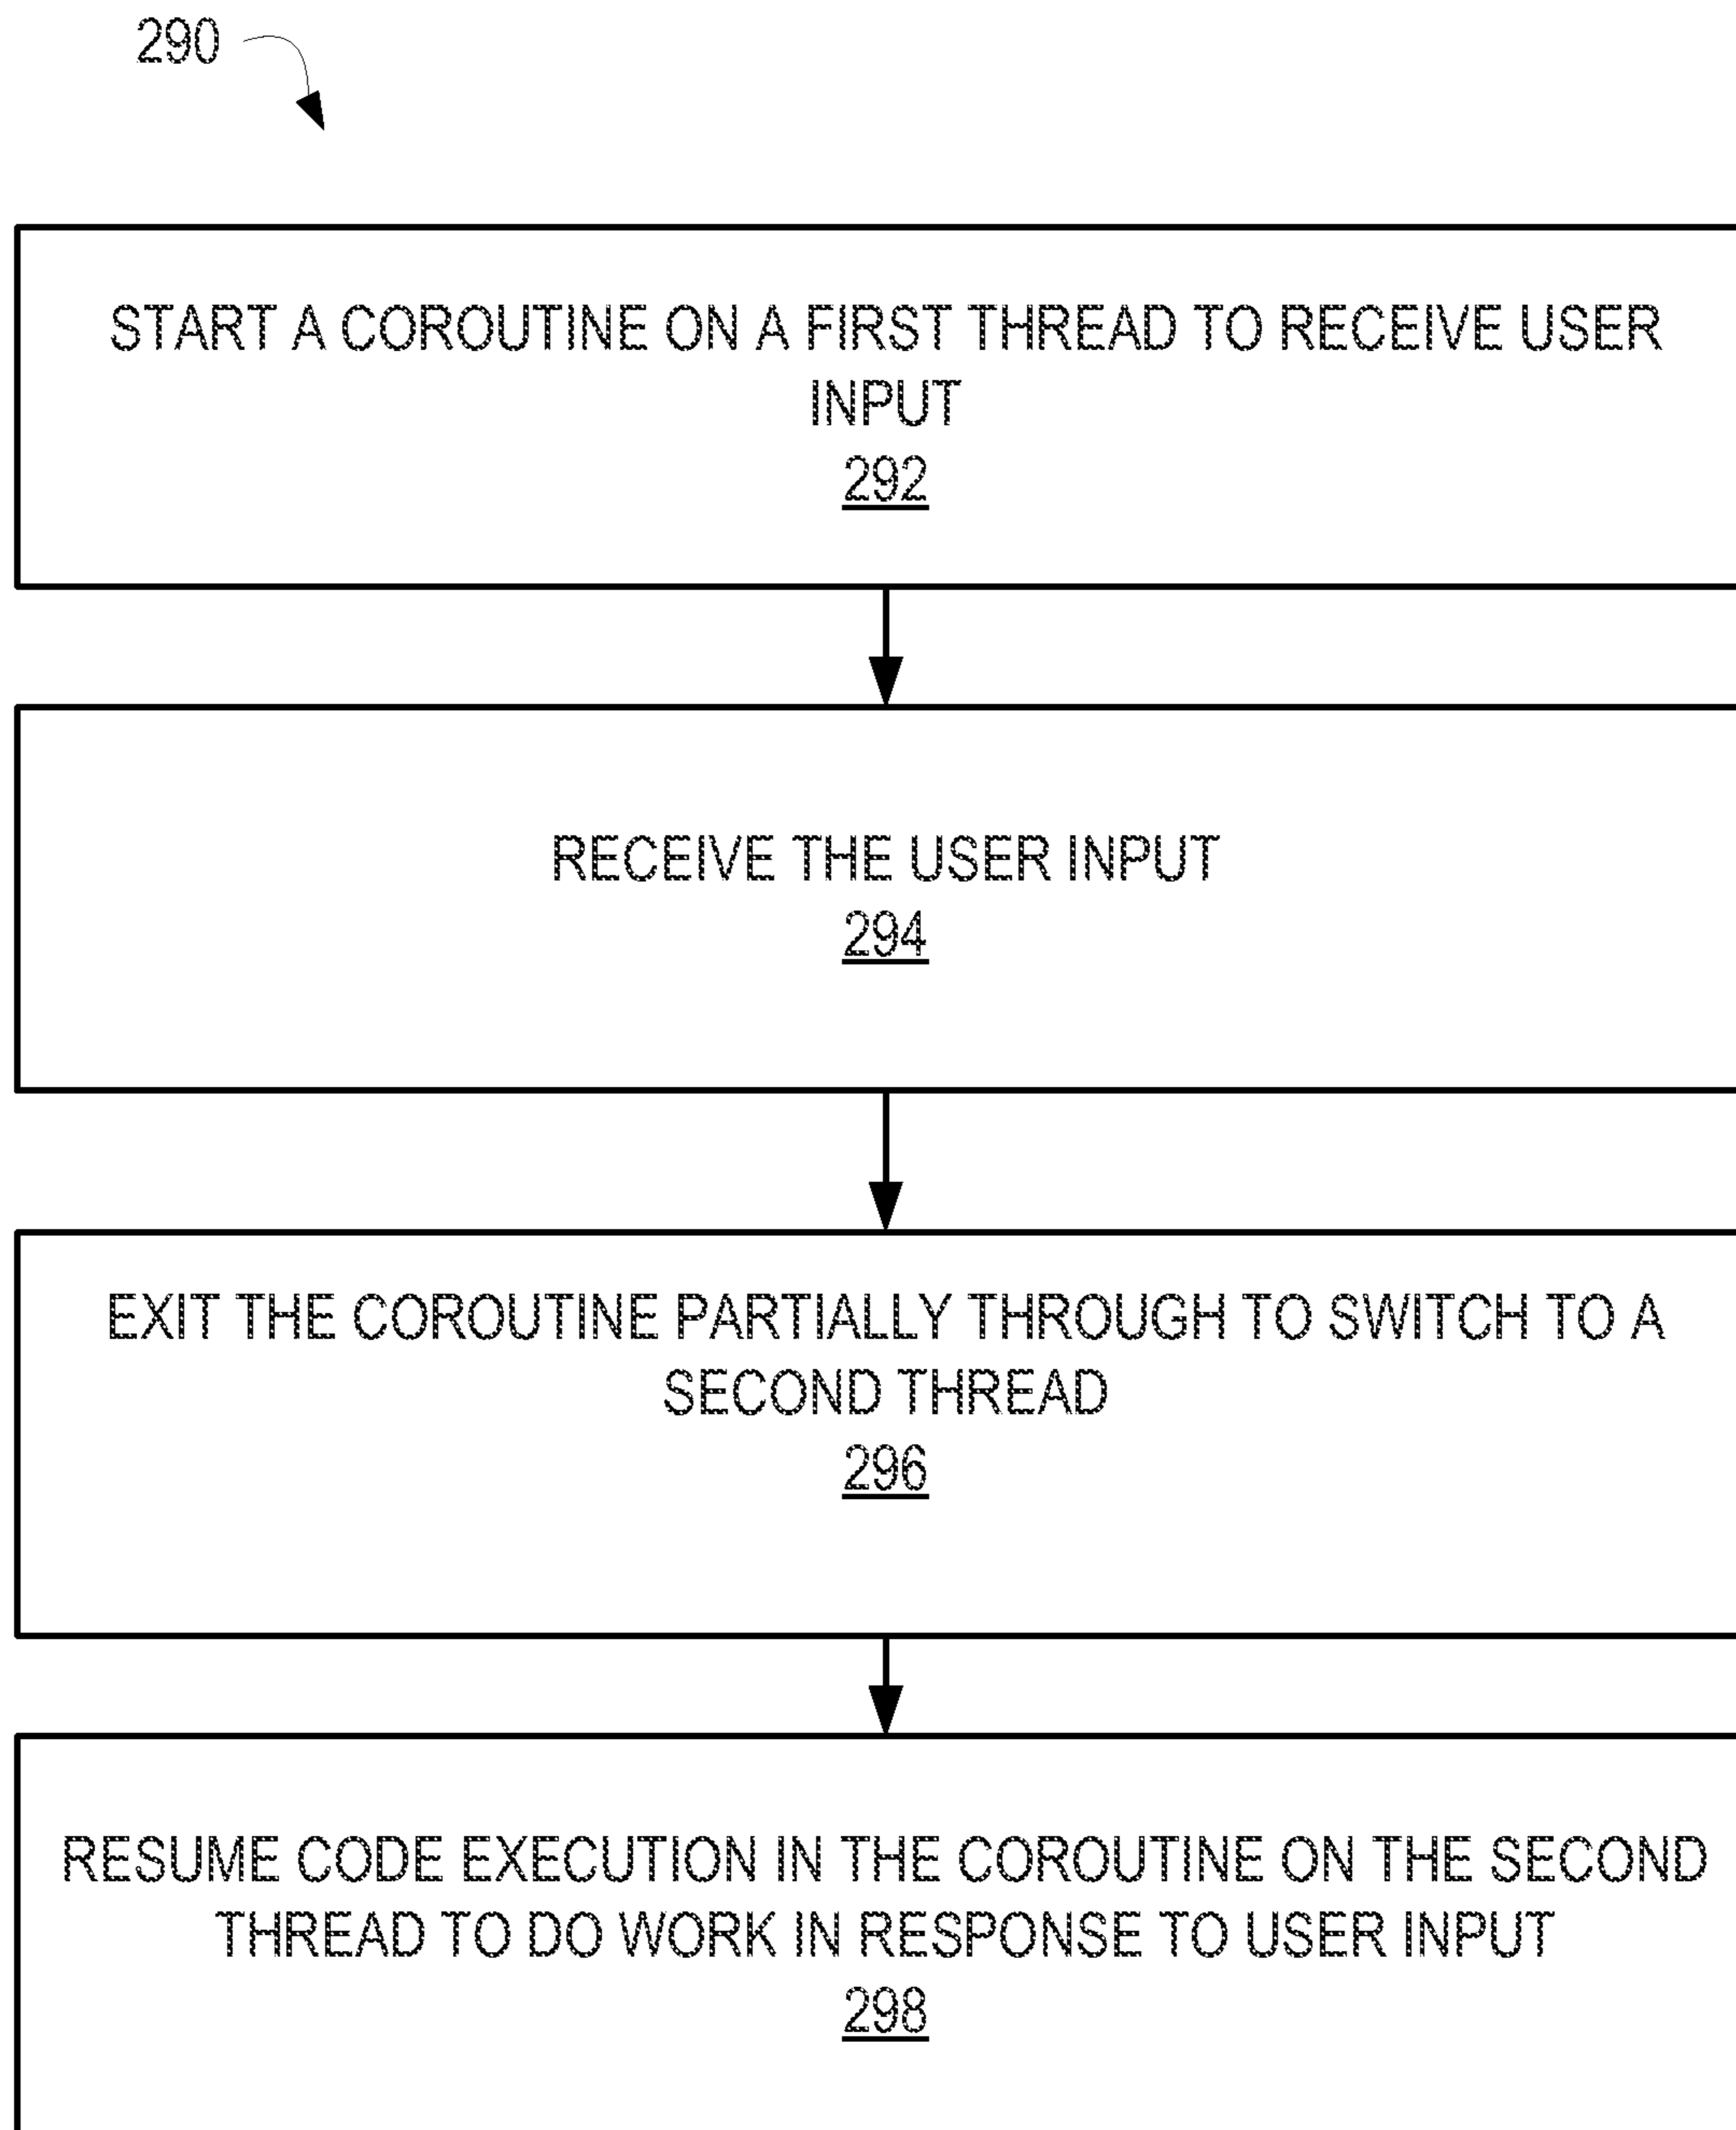 290
START A COROUTINE ON A FIRST THREAD TO RECEIVE USER
INPUT
292
RECEIVE THE USER INPUT
294
EXIT THE COROUTINE PARTIALLY THROUGH TO SWITCH TO A
SECOND THREAD
296
RESUME CODE EXECUTION IN THE COROUTINE ON THE SECOND
THREAD TO DO WORK IN RESPONSE TO USER INPUT
298